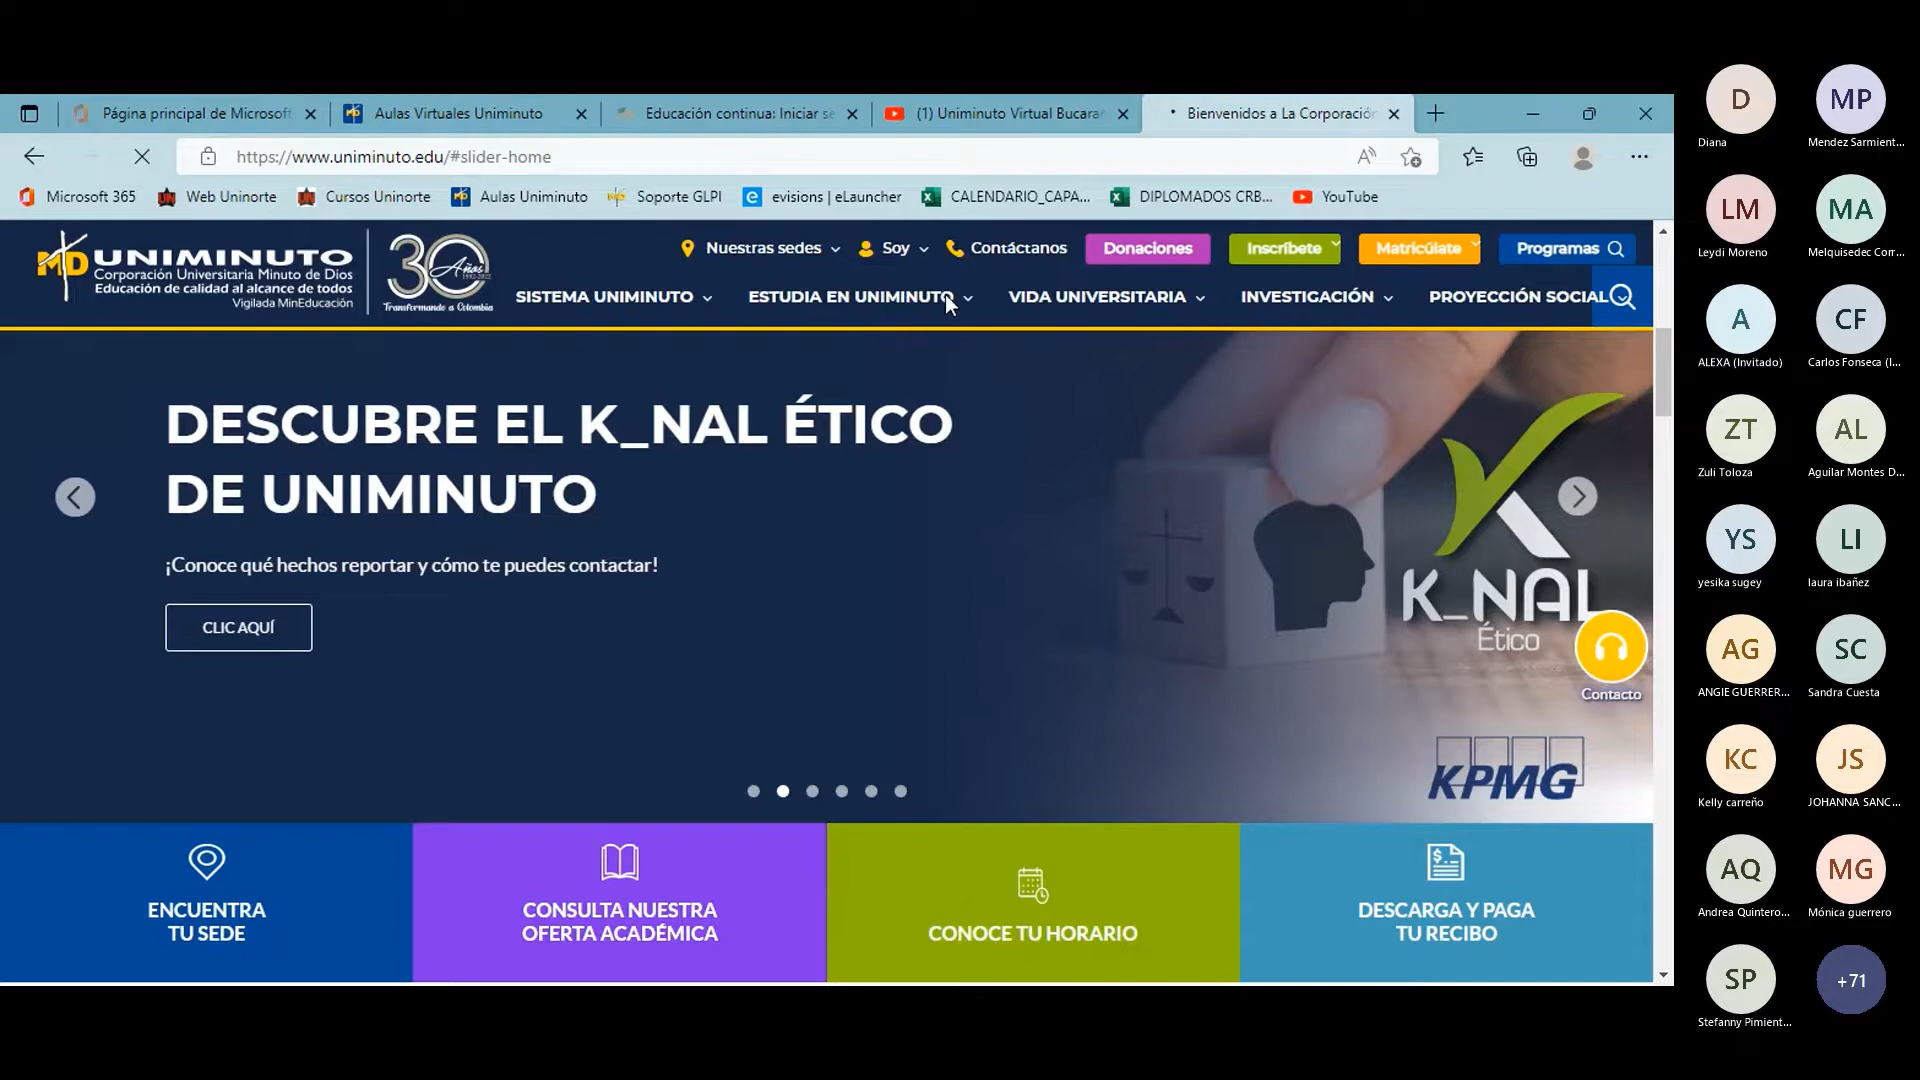 Página principal de Microsoft
Aulas Virtuales Uniminuto
Educación continua: Iniciar se
(1) Uniminuto Virtual Bucarar
Bienvenidos a La Corporación
https://www.uniminuto.edu/#slider-home
Microsoft 365
Web Uninorte
Cursos Uninorte
Aulas Uniminuto
Soporte GLPI
evisions | eLauncher
CALENDARIO_CAPA...
DIPLOMADOS CRB...
YouTube
MD UNIMINUTO
Corporación Universitaria Minuto de Dios
Educación de calidad al alcance de todos
Vigilada MinEducación
30 Años
Transformando a Colombia
Nuestras sedes
Soy
Contáctanos
Donaciones
Inscríbete
Matricúlate
Programas
SISTEMA UNIMINUTO
ESTUDIA EN UNIMINUTO
VIDA UNIVERSITARIA
INVESTIGACIÓN
PROYECCIÓN SOCIAL
DESCUBRE EL K_NAL ÉTICO
DE UNIMINUTO
¡Conoce qué hechos reportar y cómo te puedes contactar!
CLIC AQUÍ
K_NAL
Ético
Contacto
KPMG
ENCUENTRA
TU SEDE
CONSULTA NUESTRA
OFERTA ACADÉMICA
CONOCE TU HORARIO
DESCARGA Y PAGA
TU RECIBO
D
Diana
MP
Mendez Sarmient...
LM
Leydi Moreno
MA
Melquisedec Corr...
A
ALEXA (Invitado)
CF
Carlos Fonseca (I...
ZT
Zuli Toloza
AL
Aguilar Montes D...
YS
yesika sugey
LI
laura ibañez
AG
ANGIE GUERRER...
SC
Sandra Cuesta
KC
Kelly carreño
JS
JOHANNA SANC...
AQ
Andrea Quintero...
MG
Mónica guerrero
SP
Stefanny Pimient...
+71